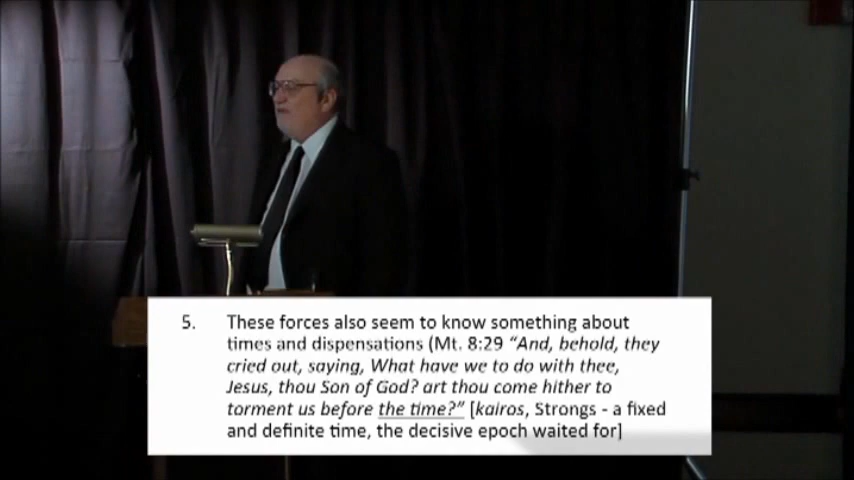 5. These forces also seem to know something about
times and dispensations (Mt. 8:29 “And, behold, they
cried out, saying, What have we to do with thee,
Jesus, thou Son of God? art thou come hither to
torment us before the time?” [kairos, Strongs - a fixed
and definite time, the decisive epoch waited for]